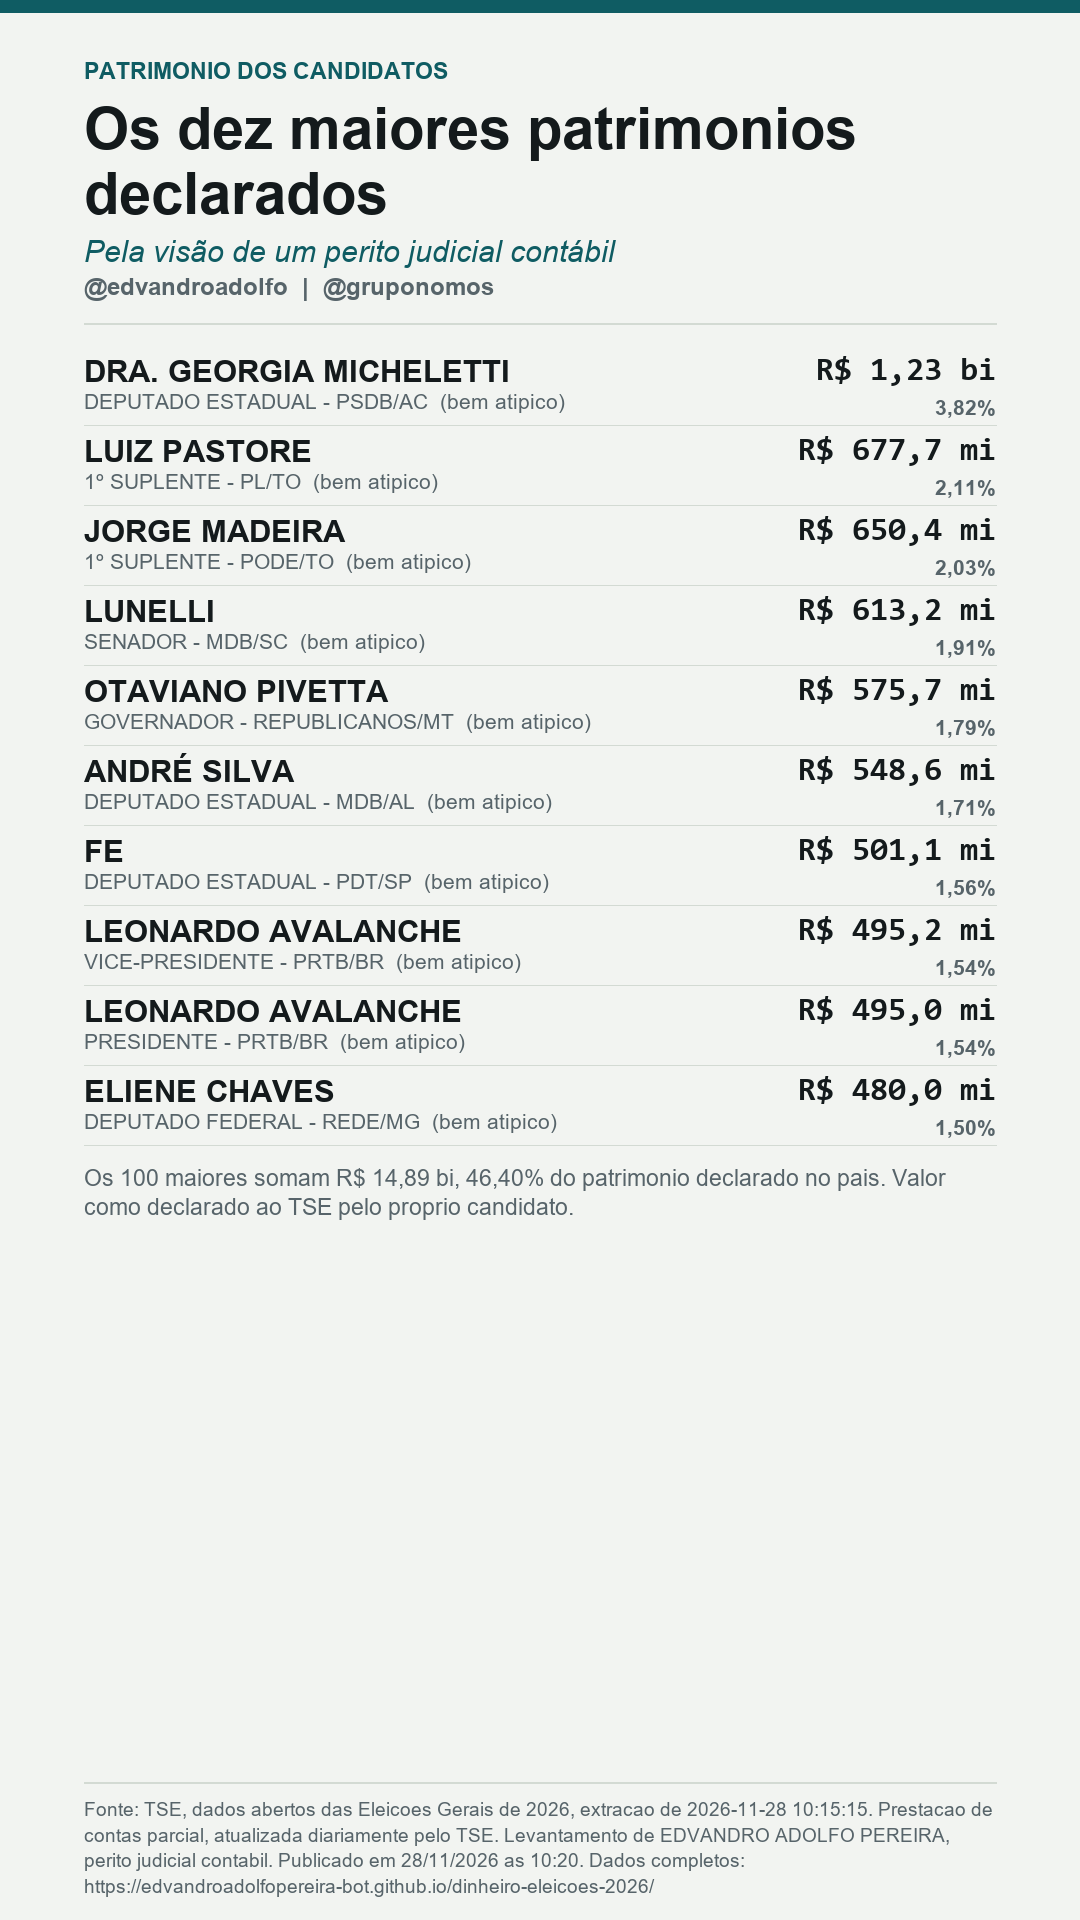 PATRIMONIO DOS CANDIDATOS
Os dez maiores patrimonios
declarados
Pela visão de um perito judicial contábil
@edvandroadolfo | @gruponomos
DRA. GEORGIA MICHELETTI R$ 1,23 bi
DEPUTADO ESTADUAL - PSDB/AC (bem atipico) 3,82%
LUIZ PASTORE R$ 677,7 mi
1º SUPLENTE - PL/TO (bem atipico) 2,11%
JORGE MADEIRA R$ 650,4 mi
1º SUPLENTE - PODE/TO (bem atipico) 2,03%
LUNELLI R$ 613,2 mi
SENADOR - MDB/SC (bem atipico) 1,91%
OTAVIANO PIVETTA R$ 575,7 mi
GOVERNADOR - REPUBLICANOS/MT (bem atipico) 1,79%
ANDRÉ SILVA R$ 548,6 mi
DEPUTADO ESTADUAL - MDB/AL (bem atipico) 1,71%
FE R$ 501,1 mi
DEPUTADO ESTADUAL - PDT/SP (bem atipico) 1,56%
LEONARDO AVALANCHE R$ 495,2 mi
VICE-PRESIDENTE - PRTB/BR (bem atipico) 1,54%
LEONARDO AVALANCHE R$ 495,0 mi
PRESIDENTE - PRTB/BR (bem atipico) 1,54%
ELIENE CHAVES R$ 480,0 mi
DEPUTADO FEDERAL - REDE/MG (bem atipico) 1,50%
Os 100 maiores somam R$ 14,89 bi, 46,40% do patrimonio declarado no pais. Valor
como declarado ao TSE pelo proprio candidato.
Fonte: TSE, dados abertos das Eleicoes Gerais de 2026, extracao de 2026-11-28 10:15:15. Prestacao de
contas parcial, atualizada diariamente pelo TSE. Levantamento de EDVANDRO ADOLFO PEREIRA,
perito judicial contabil. Publicado em 28/11/2026 as 10:20. Dados completos:
https://edvandroadolfopereira-bot.github.io/dinheiro-eleicoes-2026/